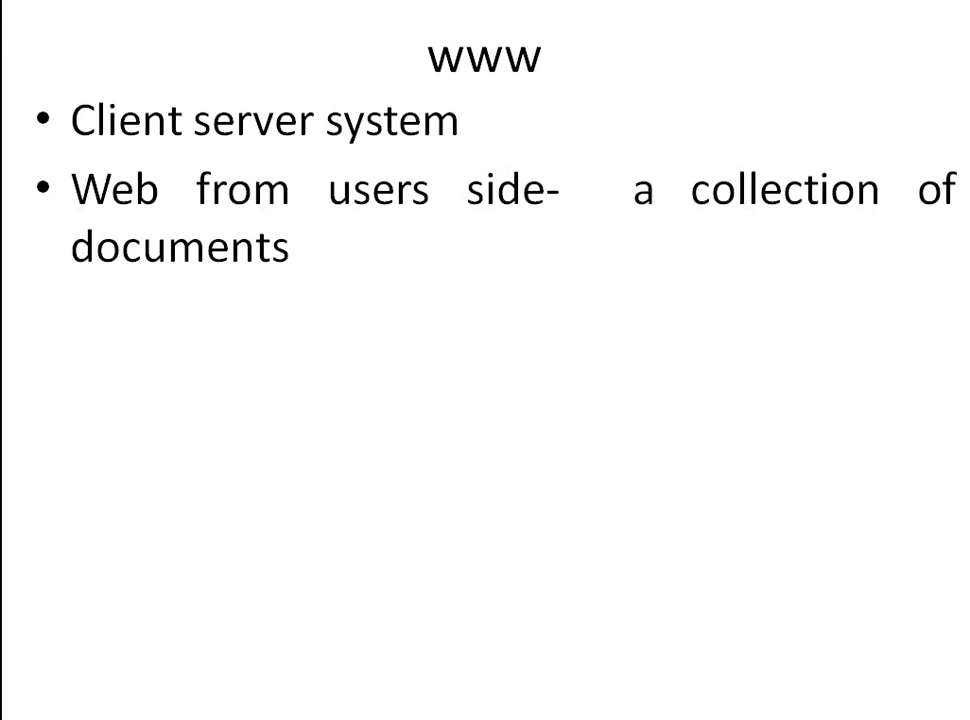 www
• Client server system
• Web from users side- a collection of
documents